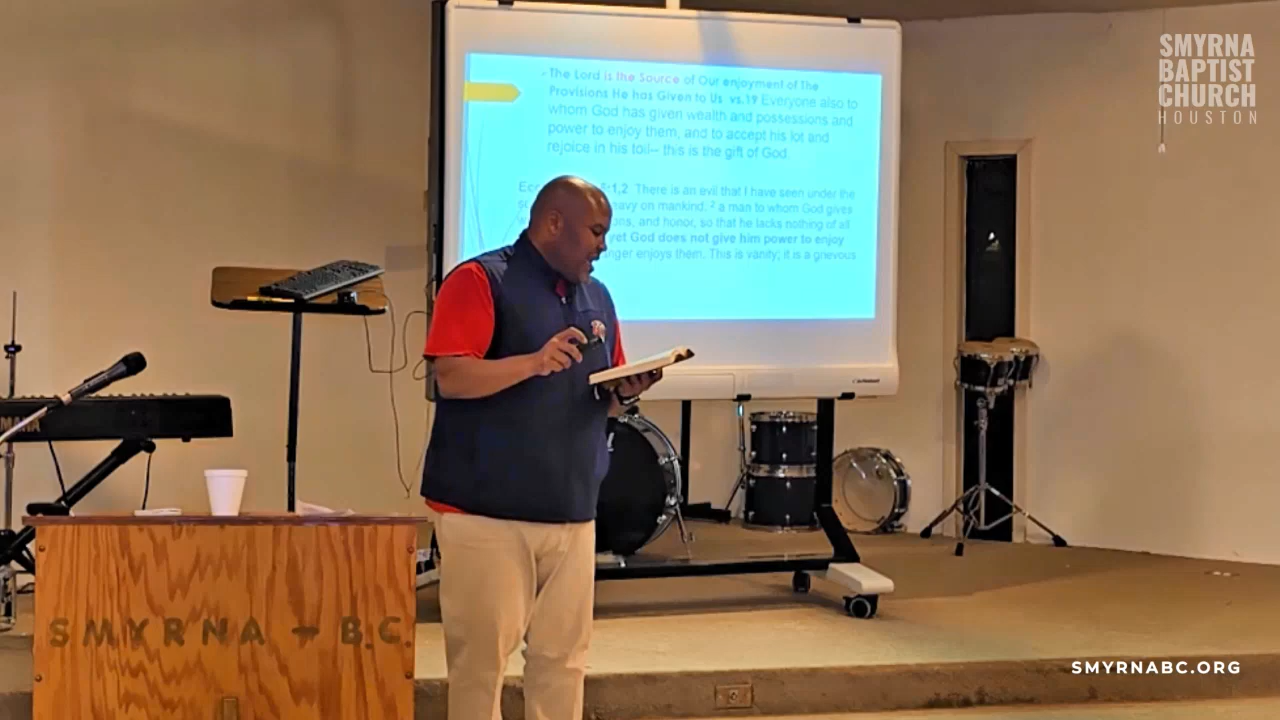 The Lord is the Source of Our enjoyment of The
Provisions He has Given to Us vs.19 Everyone also to
whom God has given wealth and possessions and
power to enjoy them, and to accept his lot and
rejoice in his toil-- this is the gift of God.
:1,2 There is an evil that I have seen under the
heavy on mankind: 2 a man to whom God gives
and honor, so that he lacks nothing of all
yet God does not give him power to enjoy
enjoys them. This is vanity; it is a grievous
SMYRNA
BAPTIST
CHURCH
HOUSTON
YAMAHA
SMYRNA - B.C.
SMYRNABC.ORG